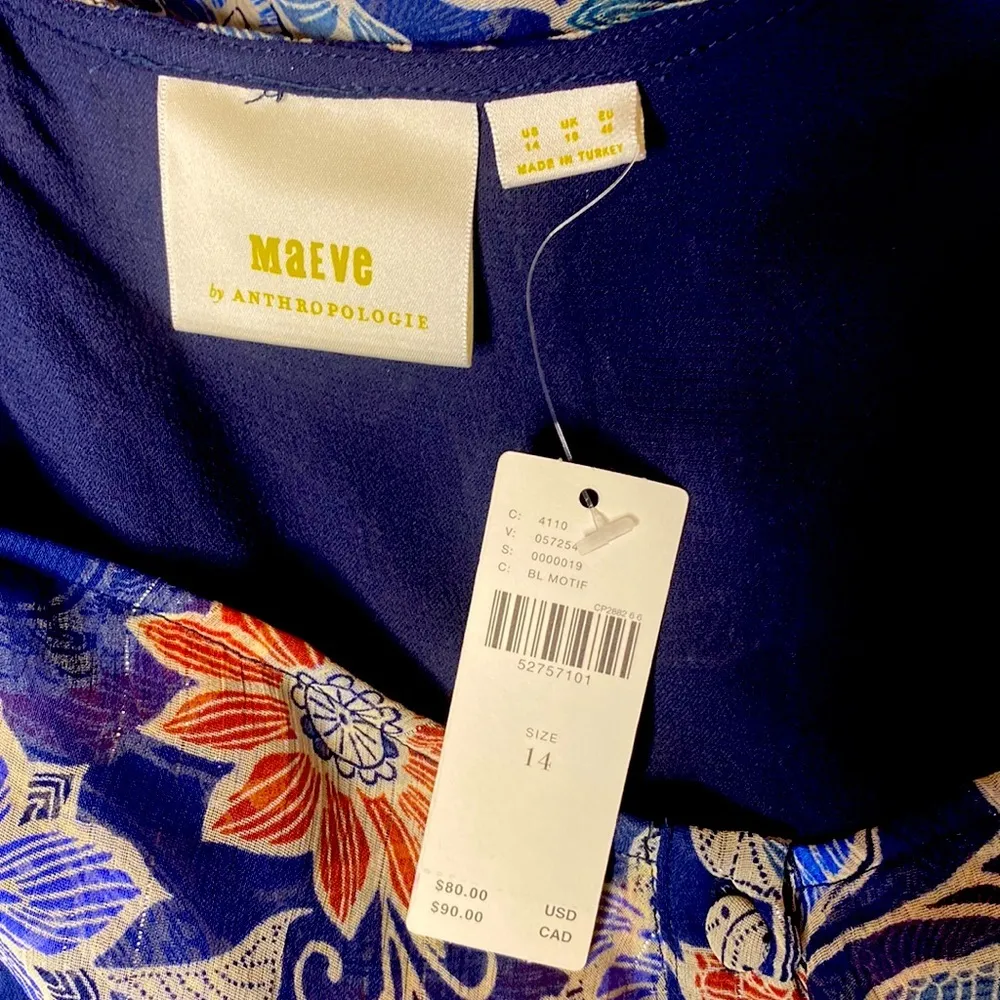 MaEVe
by ANTHROPOLOGIE
US UK EU
14 18 46
MADE IN TURKEY
C: 4110
V: 057254
S: 0000019
C: BL MOTIF
CP2882 6 6
52757101
SIZE
14
$80.00 USD
$90.00 CAD